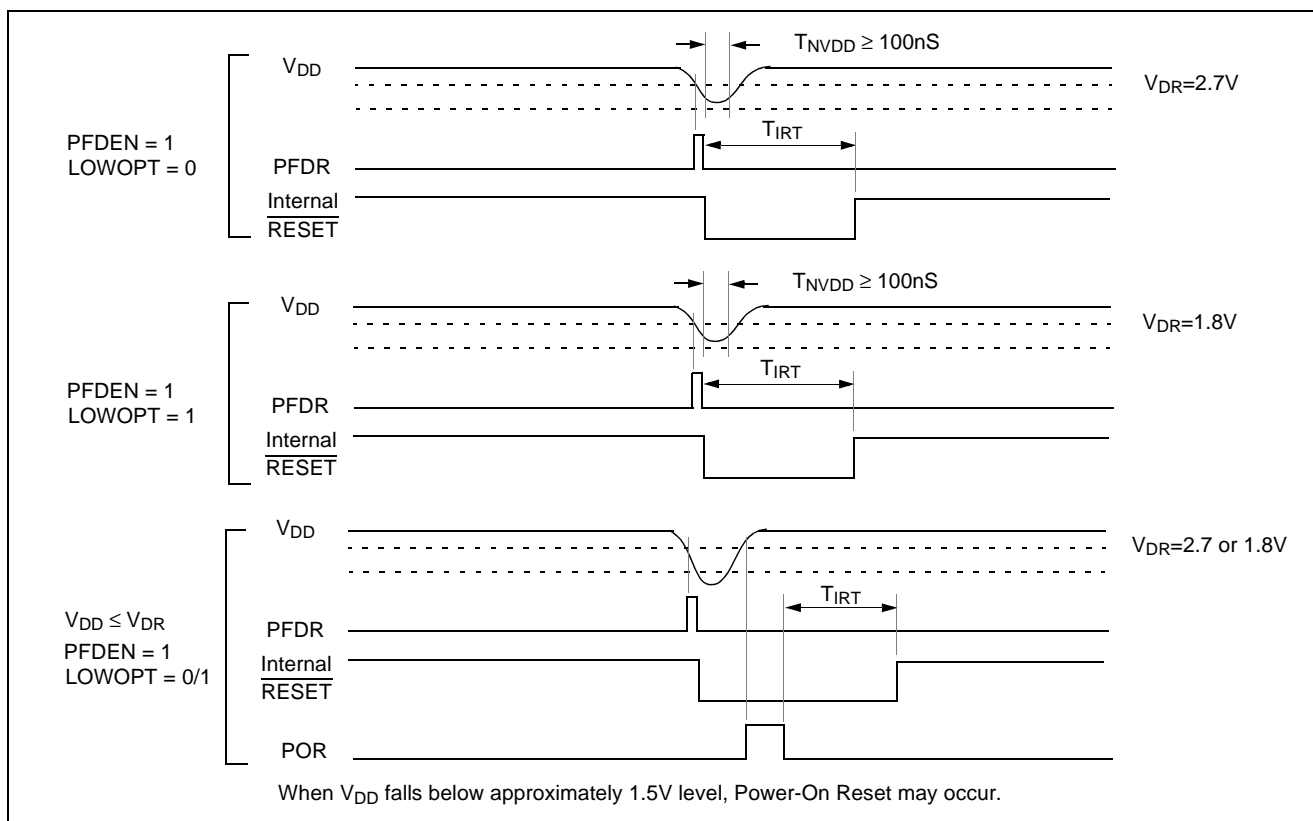 T_NVDD ≥ 100nS
V_DD
V_DR=2.7V
PFDEN = 1
LOWOPT = 0
T_IRT
PFDR
Internal
RESET
T_NVDD ≥ 100nS
V_DD
V_DR=1.8V
PFDEN = 1
LOWOPT = 1
T_IRT
PFDR
Internal
RESET
V_DD
V_DR=2.7 or 1.8V
V_DD ≤ V_DR
PFDEN = 1
LOWOPT = 0/1
T_IRT
PFDR
Internal
RESET
POR
When V_DD falls below approximately 1.5V level, Power-On Reset may occur.